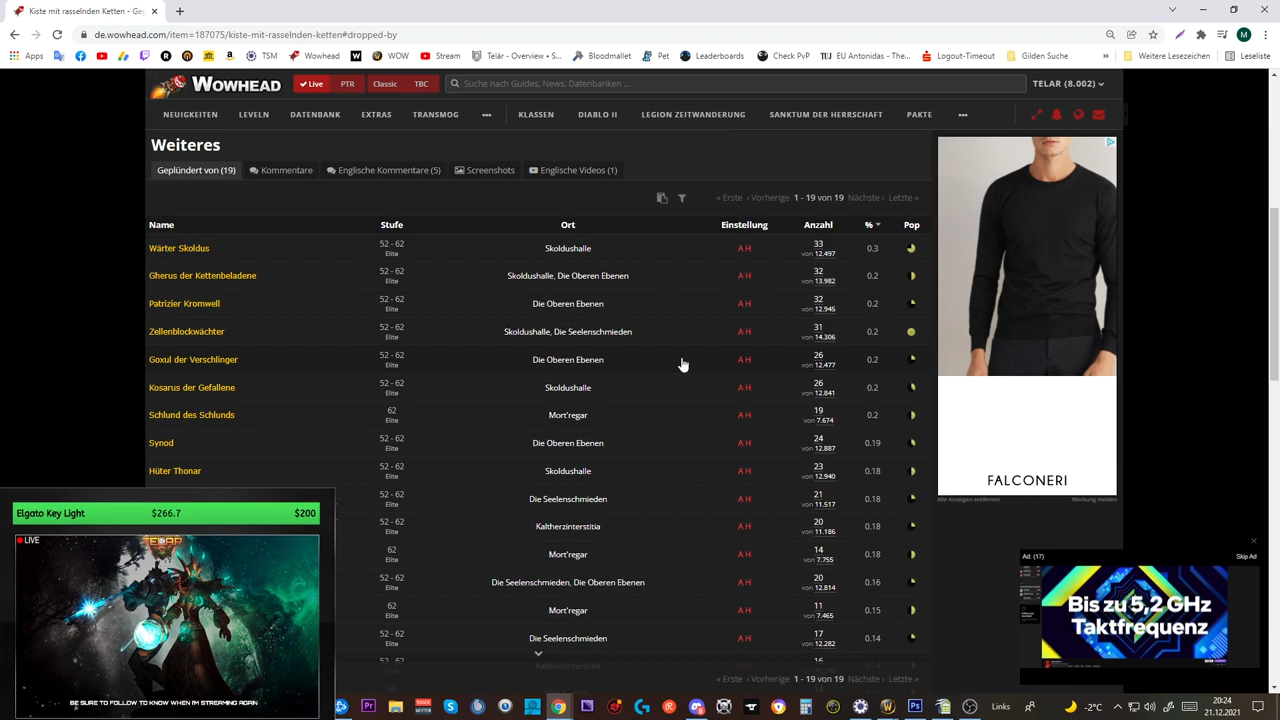 Kiste mit rasselnden Ketten - Ge
de.wowhead.com/item=187075/kiste-mit-rasselnden-ketten#dropped-by
M
Apps
Gold
TSM
Wowhead
WOW
Stream
Telár - Overview - S...
Bloodmallet
Pet
Leaderboards
Check PvP
EU Antonidas - The...
Logout-Timeout
Gilden Suche
»
Weitere Lesezeichen
Leseliste
WOWHEAD
Live
PTR
Classic
TBC
Suche nach Guides, News, Datenbanken ...
TELAR (8.002)
NEUIGKEITEN LEVELN DATENBANK EXTRAS TRANSMOG ••• KLASSEN DIABLO II LEGION ZEITWANDERUNG SANKTUM DER HERRSCHAFT PAKTE •••
Weiteres
Geplündert von (19) Kommentare Englische Kommentare (5) Screenshots Englische Videos (1)
« Erste ‹ Vorherige 1 - 19 von 19 Nächste › Letzte »
Name Stufe Ort Einstellung Anzahl % Pop
Wärter Skoldus 52 - 62 Elite Skoldushalle A H 33 von 12.497 0.3
Gherus der Kettenbeladene 52 - 62 Elite Skoldushalle, Die Oberen Ebenen A H 32 von 13.982 0.2
Patrizier Kromwell 52 - 62 Elite Die Oberen Ebenen A H 32 von 12.945 0.2
Zellenblockwächter 52 - 62 Elite Skoldushalle, Die Seelenschmieden A H 31 von 14.306 0.2
Goxul der Verschlinger 52 - 62 Elite Die Oberen Ebenen A H 26 von 12.477 0.2
Kosarus der Gefallene 52 - 62 Elite Skoldushalle A H 26 von 12.841 0.2
Schlund des Schlunds 62 Elite Mort'regar A H 19 von 7.674 0.2
Synod 52 - 62 Elite Die Oberen Ebenen A H 24 von 12.887 0.19
Hüter Thonar 52 - 62 Elite Skoldushalle A H 23 von 12.940 0.18
52 - 62 Elite Die Seelenschmieden A H 21 von 11.517 0.18
52 - 62 Elite Kaltherzinterstitia A H 20 von 11.186 0.18
62 Elite Mort'regar A H 14 von 7.755 0.18
52 - 62 Elite Die Seelenschmieden, Die Oberen Ebenen A H 20 von 12.814 0.16
62 Elite Mort'regar A H 11 von 7.465 0.15
52 - 62 Elite Die Seelenschmieden A H 17 von 12.282 0.14
Kaltherzinterstitia
« Erste ‹ Vorherige 1 - 19 von 19 Nächste › Letzte »
FALCONERI
Alle Anzeigen entfernen
Werbung melden
Ad: (17)
Skip Ad
Bis zu 5,2 GHz
Taktfrequenz
Elgato Key Light $266.7 $200
LIVE
TELAR
BE SURE TO FOLLOW TO KNOW WHEN I'M STREAMING AGAIN
Links
-2°C
20:24
21.12.2021